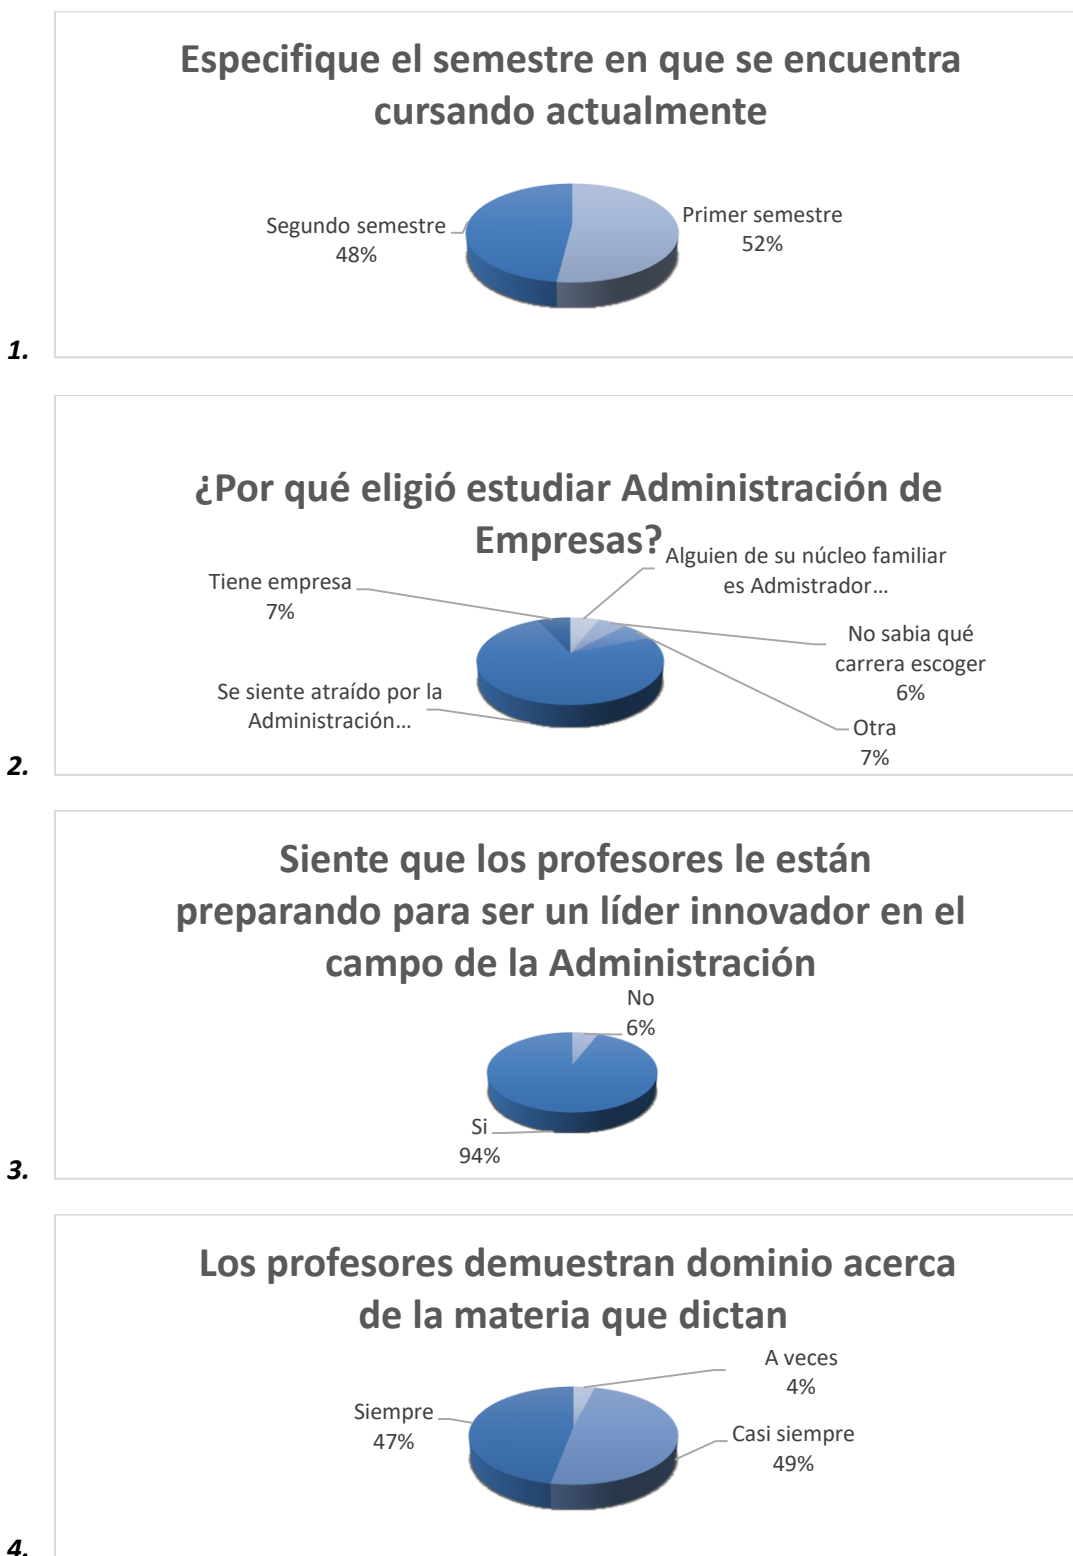 Especifique el semestre en que se encuentra
cursando actualmente
Segundo semestre
48%
Primer semestre
52%
1.
¿Por qué eligió estudiar Administración de
Empresas?
Alguien de su núcleo familiar
es Admistrador...
Tiene empresa
7%
No sabia qué
carrera escoger
6%
Se siente atraído por la
Administración...
Otra
7%
2.
Siente que los profesores le están
preparando para ser un líder innovador en el
campo de la Administración
No
6%
Si
94%
3.
Los profesores demuestran dominio acerca
de la materia que dictan
A veces
4%
Siempre
47%
Casi siempre
49%
4.